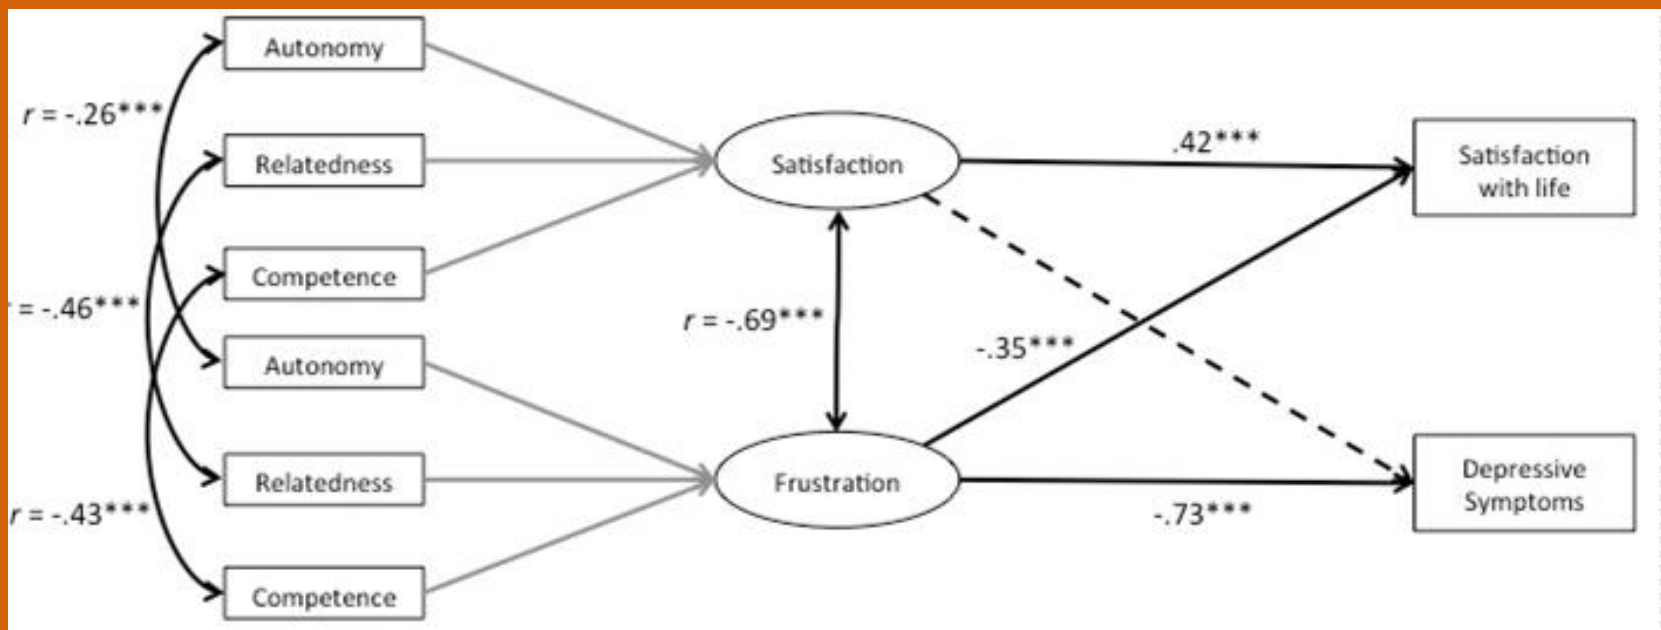 Autonomy
r = -.26***
Relatedness
Competence
= -.46***
Autonomy
Relatedness
r = -.43***
Competence
Satisfaction
r = -.69***
Frustration
.42***
-.35***
-.73***
Satisfaction
with life
Depressive
Symptoms